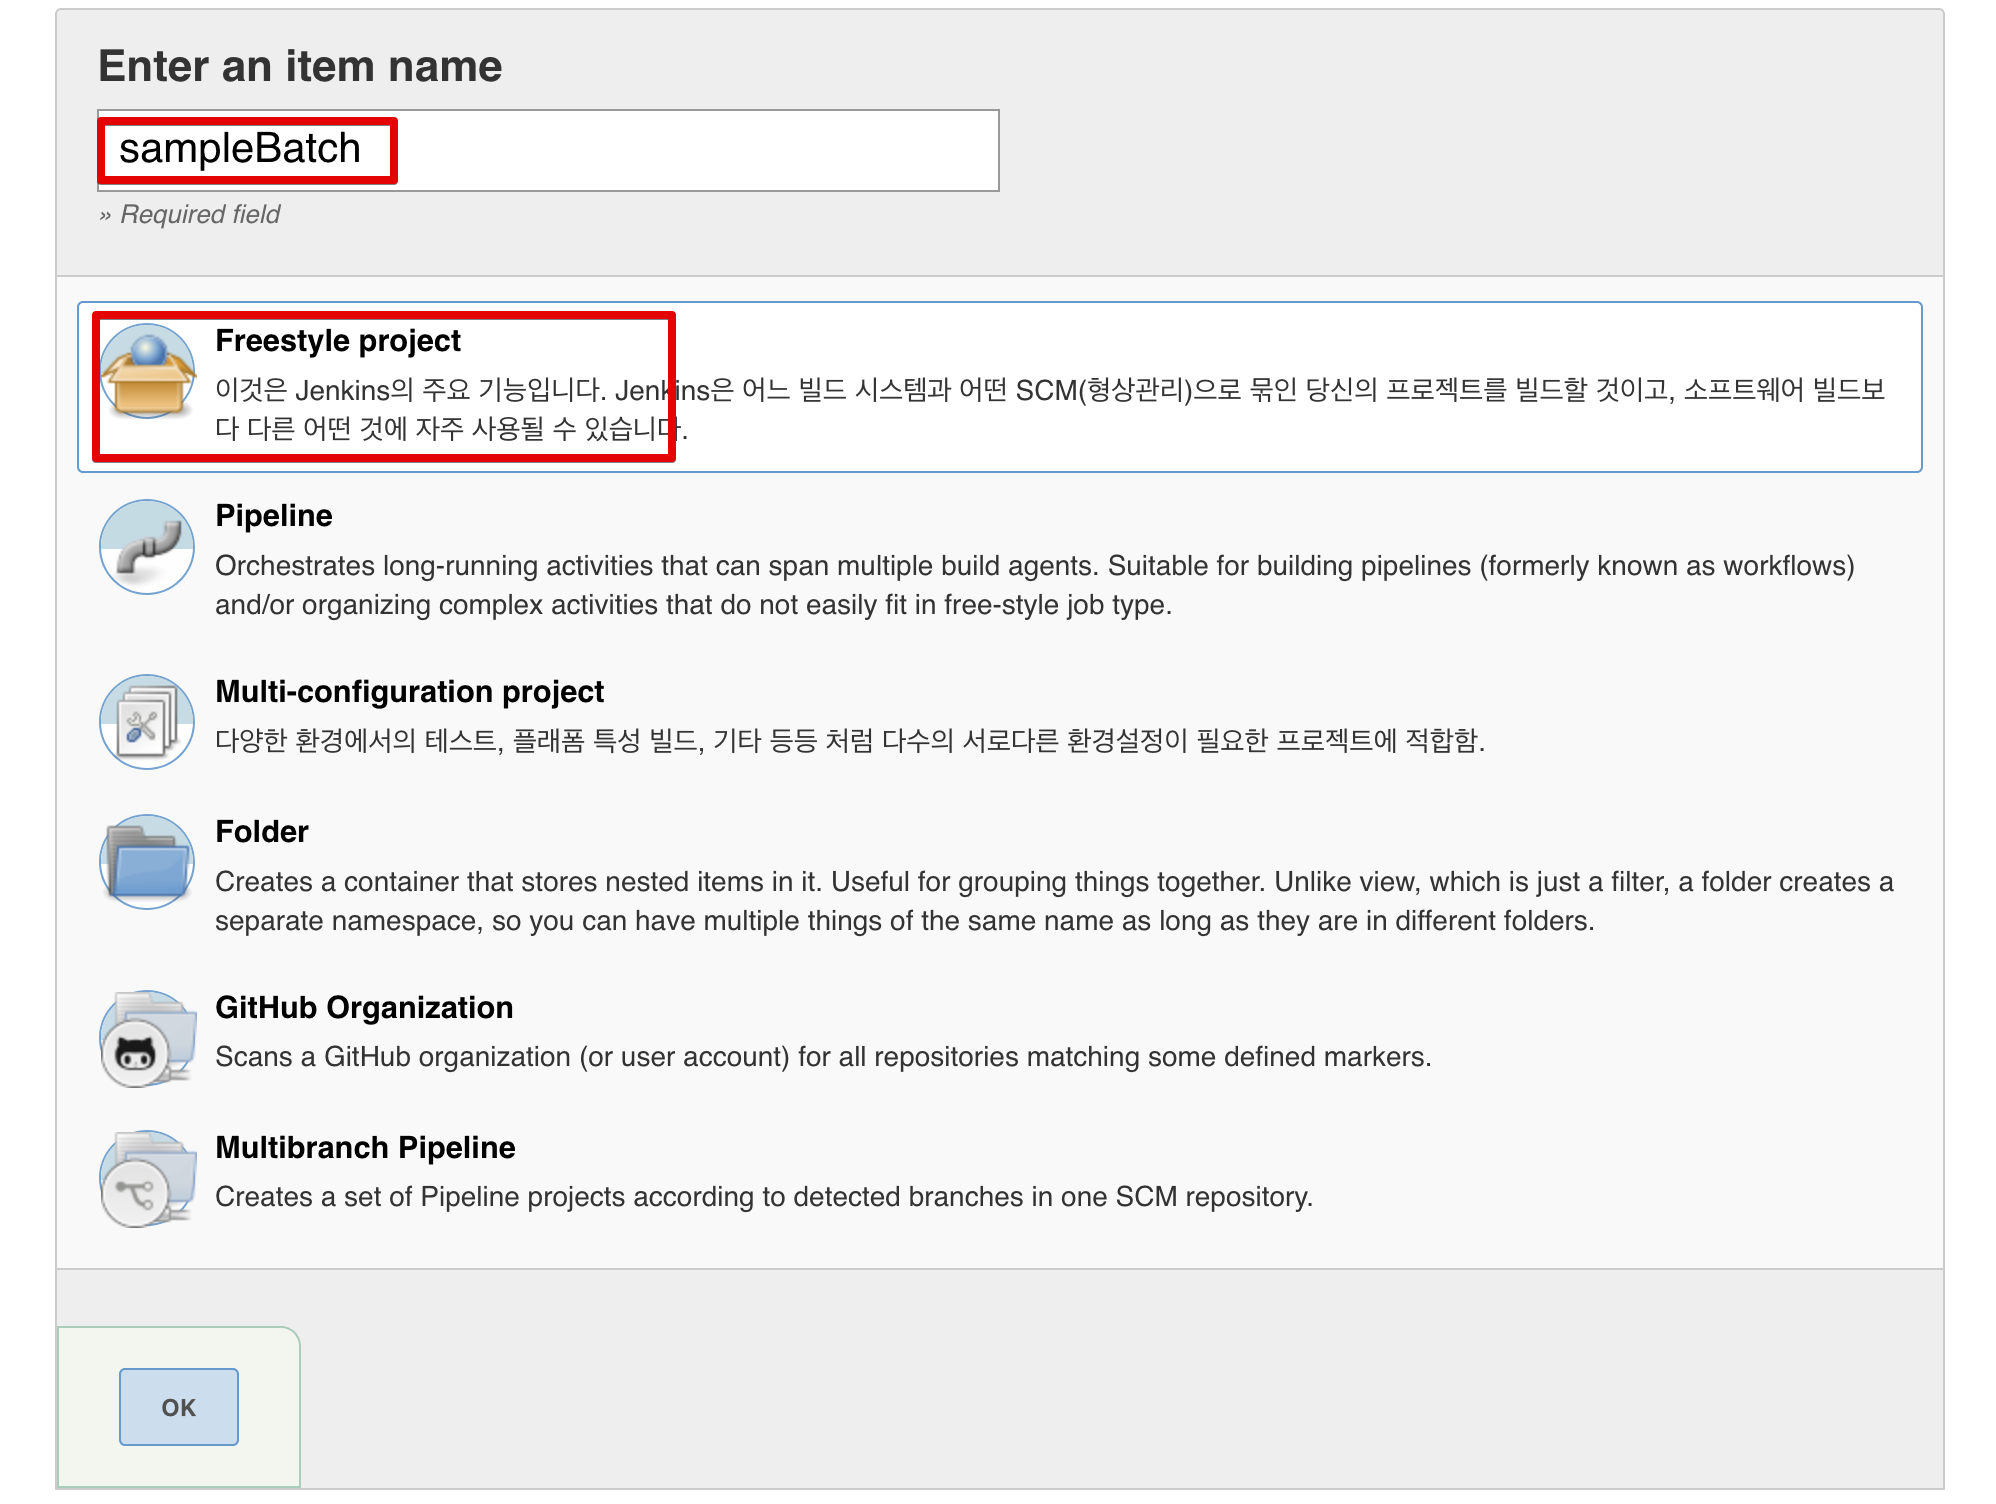 Enter an item name
sampleBatch
» Required field
Freestyle project
이것은 Jenkins의 주요 기능입니다. Jenkins은 어느 빌드 시스템과 어떤 SCM(형상관리)으로 묶인 당신의 프로젝트를 빌드할 것이고, 소프트웨어 빌드보
다 다른 어떤 것에 자주 사용될 수 있습니다.
Pipeline
Orchestrates long-running activities that can span multiple build agents. Suitable for building pipelines (formerly known as workflows)
and/or organizing complex activities that do not easily fit in free-style job type.
Multi-configuration project
다양한 환경에서의 테스트, 플래폼 특성 빌드, 기타 등등 처럼 다수의 서로다른 환경설정이 필요한 프로젝트에 적합함.
Folder
Creates a container that stores nested items in it. Useful for grouping things together. Unlike view, which is just a filter, a folder creates a
separate namespace, so you can have multiple things of the same name as long as they are in different folders.
GitHub Organization
Scans a GitHub organization (or user account) for all repositories matching some defined markers.
Multibranch Pipeline
Creates a set of Pipeline projects according to detected branches in one SCM repository.
OK